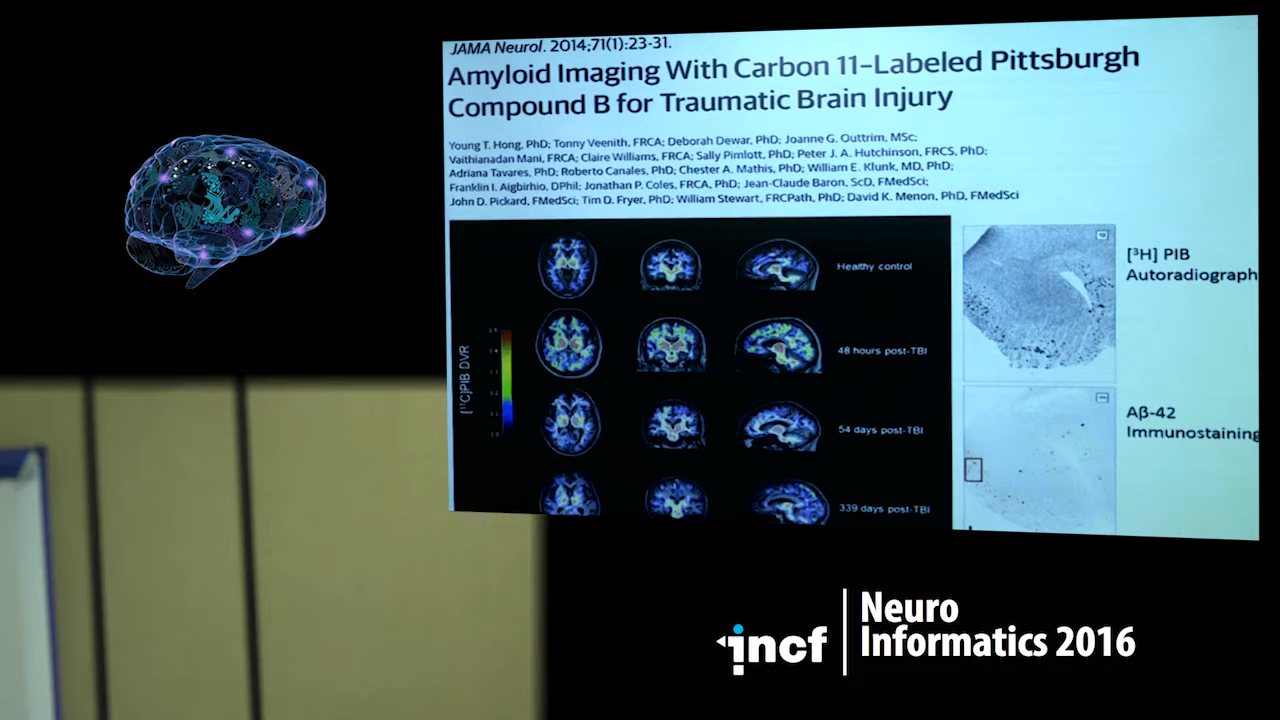 JAMA Neurol. 2014;71(1):23-31.
Amyloid Imaging With Carbon 11-Labeled Pittsburgh
Compound B for Traumatic Brain Injury
Young T. Hong, PhD; Tonny Veenith, FRCA; Deborah Dewar, PhD; Joanne G. Outtrim, MSc;
Vaithianadan Mani, FRCA; Claire Williams, FRCA; Sally Pimlott, PhD; Peter J. A. Hutchinson, FRCS, PhD;
Adriana Tavares, PhD; Roberto Canales, PhD; Chester A. Mathis, PhD; William E. Klunk, MD, PhD;
Franklin I. Aigbirhio, DPhil; Jonathan P. Coles, FRCA, PhD; Jean-Claude Baron, ScD, FMedSci;
John D. Pickard, FMedSci; Tim D. Fryer, PhD; William Stewart, FRCPath, PhD; David K. Menon, PhD, FMedSci
Healthy control
48 hours post-TBI
54 days post-TBI
339 days post-TBI
[¹¹C]PIB DVR
[³H] PIB
Autoradiograph
Aβ-42
Immunostaining
incf
Neuro
Informatics 2016